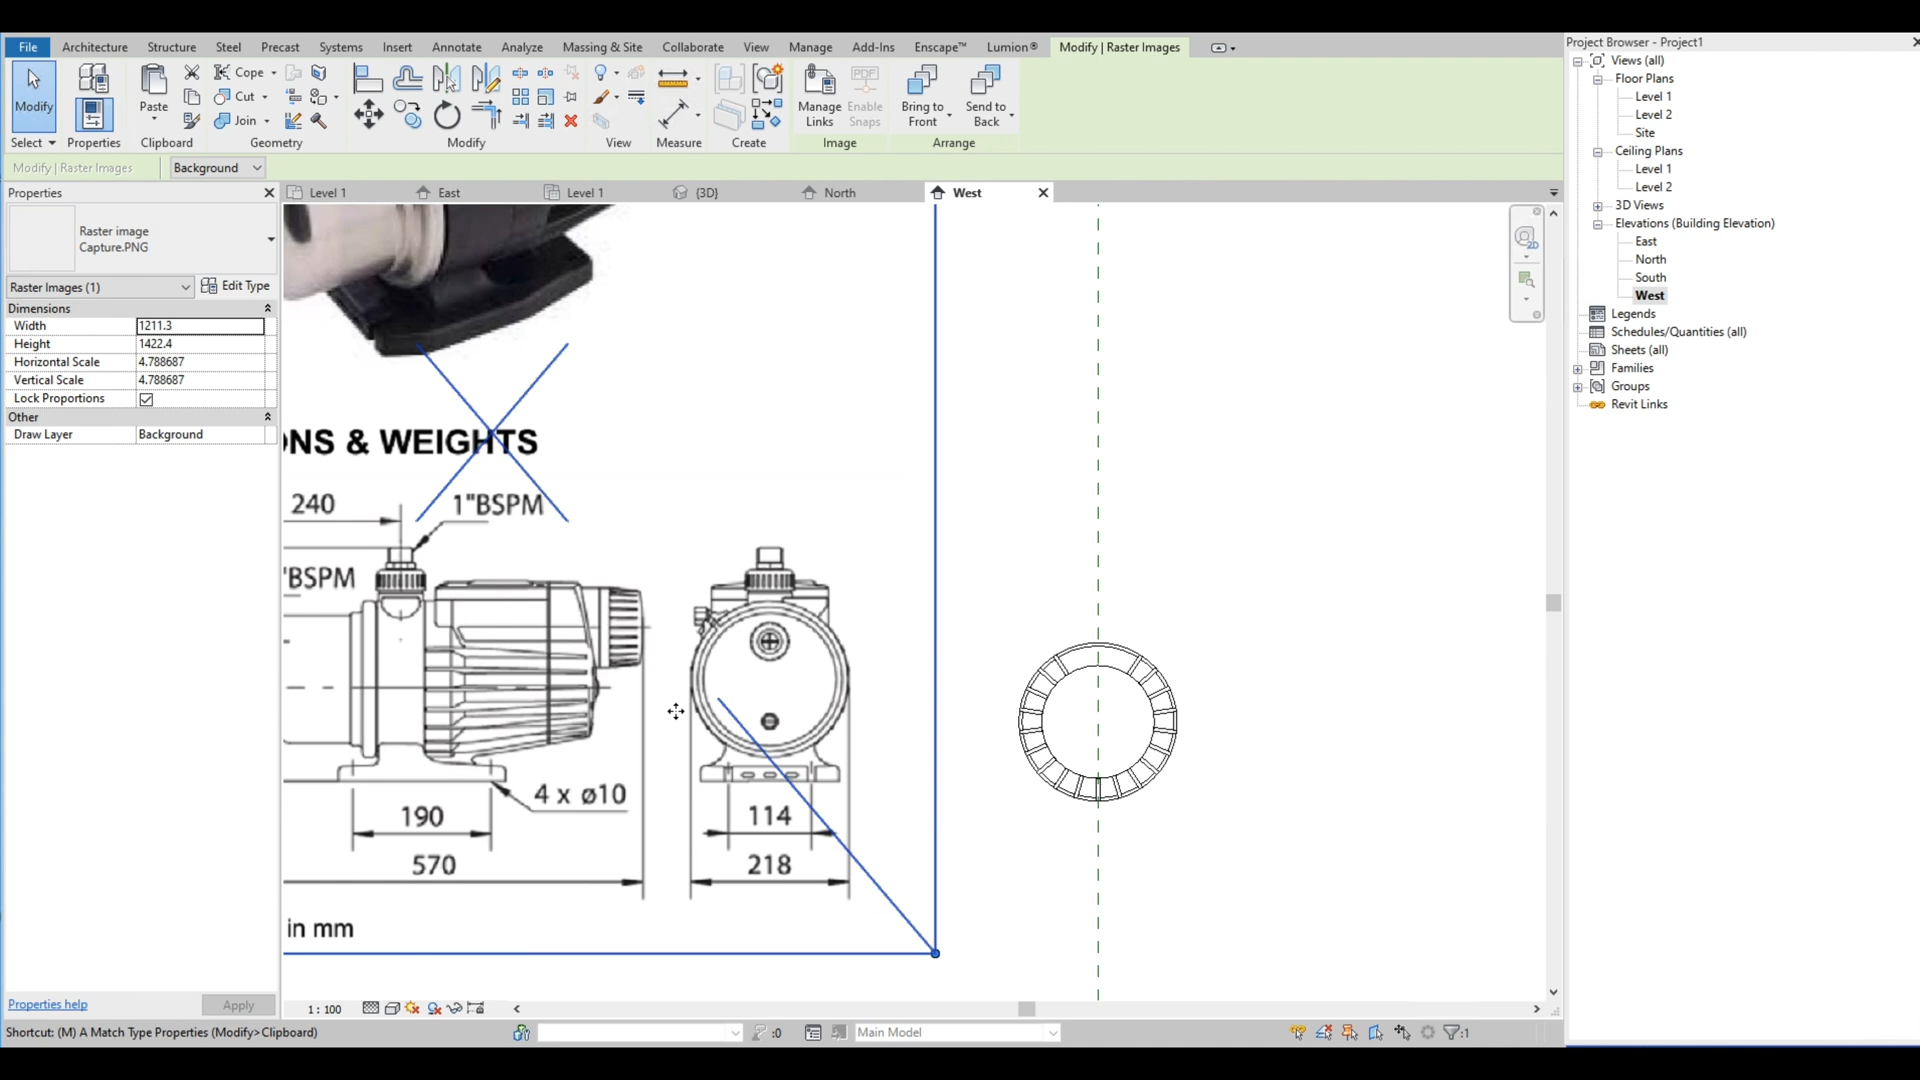 File Architecture Structure Steel Precast Systems Insert Annotate Analyze Massing & Site Collaborate View Manage Add-Ins Enscape™ Lumion® Modify | Raster Images
Modify
Paste
Cope
Cut
Join
Manage Links
Enable Snaps
Bring to Front
Send to Back
Select Properties Clipboard Geometry Modify View Measure Create Image Arrange
Modify | Raster Images Background
Properties
Level 1 East Level 1 {3D} North West
Raster image
Capture.PNG
Raster Images (1) Edit Type
Dimensions
Width 1211.3
Height 1422.4
Horizontal Scale 4.788687
Vertical Scale 4.788687
Lock Proportions
Other
Draw Layer Background
Properties help Apply
NS & WEIGHTS
240
1"BSPM
"BSPM
4 x ø10
190
114
570
218
in mm
2D
1 : 100
Shortcut: (M) A Match Type Properties (Modify>Clipboard)
:0
Main Model
:1
Project Browser - Project1
Views (all)
Floor Plans
Level 1
Level 2
Site
Ceiling Plans
Level 1
Level 2
3D Views
Elevations (Building Elevation)
East
North
South
West
Legends
Schedules/Quantities (all)
Sheets (all)
Families
Groups
Revit Links